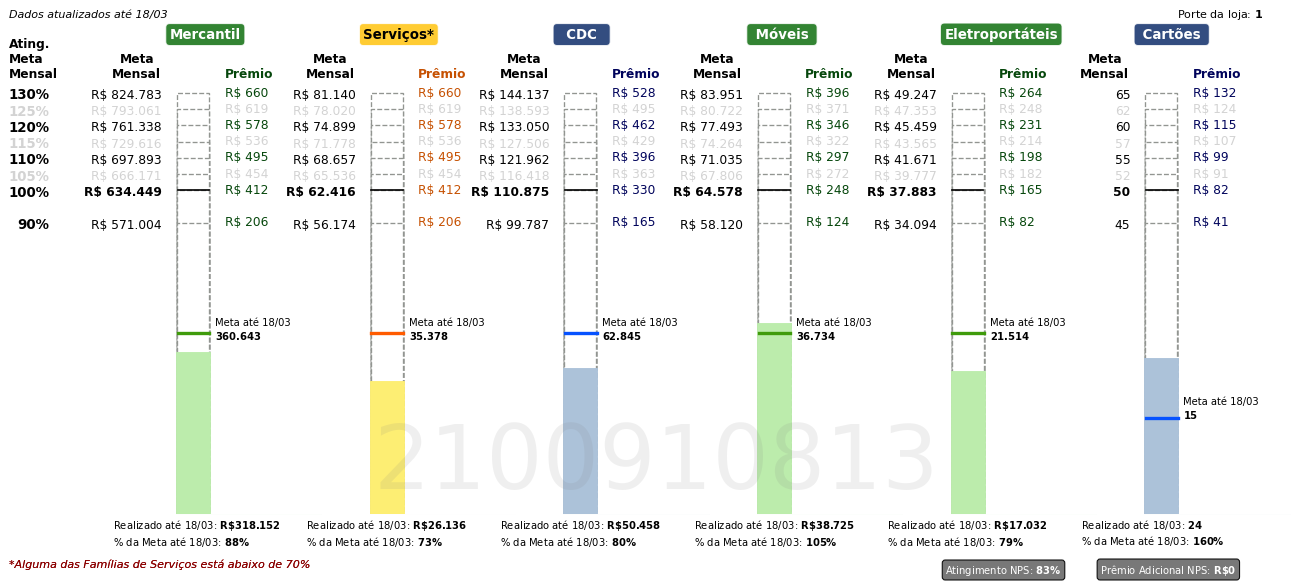 Dados atualizados até 18/03 Porte da loja: 1
Mercantil Serviços* CDC Móveis Eletroportáteis Cartões
Ating.
Meta Meta Meta Meta Meta Meta Meta
Mensal Mensal Prêmio Mensal Prêmio Mensal Prêmio Mensal Prêmio Mensal Prêmio Mensal Prêmio
130% R$ 824.783 R$ 660 R$ 81.140 R$ 660 R$ 144.137 R$ 528 R$ 83.951 R$ 396 R$ 49.247 R$ 264 65 R$ 132
125% R$ 793.061 R$ 619 R$ 78.020 R$ 619 R$ 138.593 R$ 495 R$ 80.722 R$ 371 R$ 47.353 R$ 248 62 R$ 124
120% R$ 761.338 R$ 578 R$ 74.899 R$ 578 R$ 133.050 R$ 462 R$ 77.493 R$ 346 R$ 45.459 R$ 231 60 R$ 115
115% R$ 729.616 R$ 536 R$ 71.778 R$ 536 R$ 127.506 R$ 429 R$ 74.264 R$ 322 R$ 43.565 R$ 214 57 R$ 107
110% R$ 697.893 R$ 495 R$ 68.657 R$ 495 R$ 121.962 R$ 396 R$ 71.035 R$ 297 R$ 41.671 R$ 198 55 R$ 99
105% R$ 666.171 R$ 454 R$ 65.536 R$ 454 R$ 116.418 R$ 363 R$ 67.806 R$ 272 R$ 39.777 R$ 182 52 R$ 91
100% R$ 634.449 R$ 412 R$ 62.416 R$ 412 R$ 110.875 R$ 330 R$ 64.578 R$ 248 R$ 37.883 R$ 165 50 R$ 82
90% R$ 571.004 R$ 206 R$ 56.174 R$ 206 R$ 99.787 R$ 165 R$ 58.120 R$ 124 R$ 34.094 R$ 82 45 R$ 41
Meta até 18/03 Meta até 18/03 Meta até 18/03 Meta até 18/03 Meta até 18/03
360.643 35.378 62.845 36.734 21.514
Meta até 18/03
15
2100910813
Realizado até 18/03: R$318.152 Realizado até 18/03: R$26.136 Realizado até 18/03: R$50.458 Realizado até 18/03: R$38.725 Realizado até 18/03: R$17.032 Realizado até 18/03: 24
% da Meta até 18/03: 88% % da Meta até 18/03: 73% % da Meta até 18/03: 80% % da Meta até 18/03: 105% % da Meta até 18/03: 79% % da Meta até 18/03: 160%
*Alguma das Famílias de Serviços está abaixo de 70% Atingimento NPS: 83% Prêmio Adicional NPS: R$0